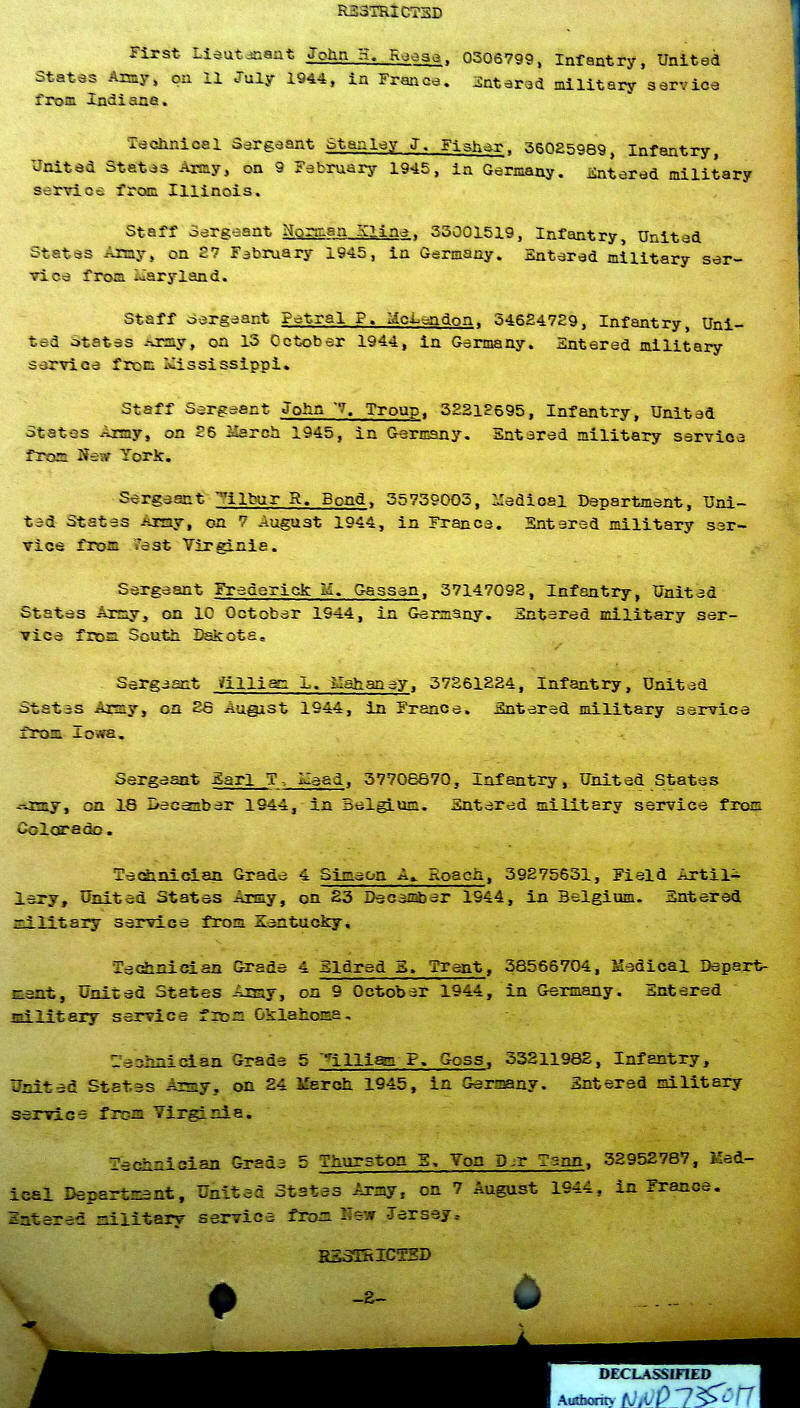 RESTRICTED
First Lieutenant John H. Reese, 0306799, Infantry, United
States Army, on 11 July 1944, in France. Entered military service
from Indiana.
Technical Sergeant Stanley J. Fisher, 36025989, Infantry,
United States Army, on 9 February 1945, in Germany. Entered military
service from Illinois.
Staff Sergeant Norman Kline, 33001519, Infantry, United
States Army, on 27 February 1945, in Germany. Entered military ser-
vice from Maryland.
Staff Sergeant Petral P. McLendon, 34624729, Infantry, Uni-
ted States Army, on 13 October 1944, in Germany. Entered military
service from Mississippi.
Staff Sergeant John W. Troup, 32212695, Infantry, United
States Army, on 26 March 1945, in Germany. Entered military service
from New York.
Sergeant Wilbur R. Bond, 35739003, Medical Department, Uni-
ted States Army, on 7 August 1944, in France. Entered military ser-
vice from West Virginia.
Sergeant Frederick M. Gassen, 37147092, Infantry, United
States Army, on 10 October 1944, in Germany. Entered military ser-
vice from South Dakota.
Sergeant William L. Mahaney, 37261224, Infantry, United
States Army, on 26 August 1944, in France. Entered military service
from Iowa.
Sergeant Earl T. Mead, 37708870, Infantry, United States
Army, on 18 December 1944, in Belgium. Entered military service from
Colorado.
Technician Grade 4 Simeon A. Roach, 39275631, Field Artil-
lery, United States Army, on 23 December 1944, in Belgium. Entered
military service from Kentucky.
Technician Grade 4 Eldred E. Trent, 38566704, Medical Depart-
ment, United States Army, on 9 October 1944, in Germany. Entered
military service from Oklahoma.
Technician Grade 5 William P. Goss, 33211982, Infantry,
United States Army, on 24 March 1945, in Germany. Entered military
service from Virginia.
Technician Grade 5 Thurston E. Von Der Tann, 32952787, Med-
ical Department, United States Army, on 7 August 1944, in France.
Entered military service from New Jersey.
RESTRICTED
-2-
DECLASSIFIED
Authority NND 735017